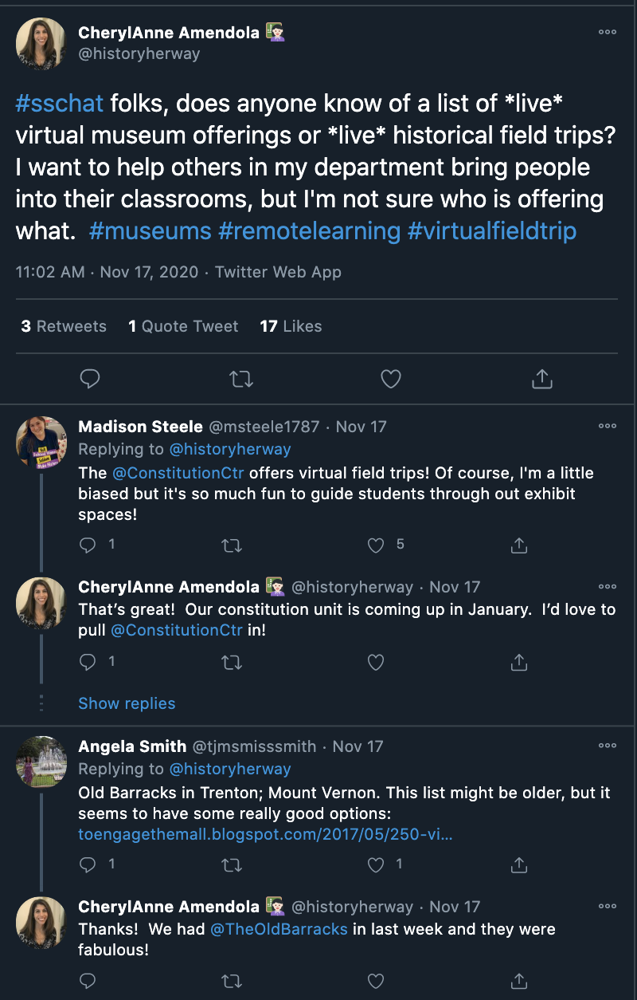 CherylAnne Amendola
@historyherway
#sschat folks, does anyone know of a list of *live*
virtual museum offerings or *live* historical field trips?
I want to help others in my department bring people
into their classrooms, but I'm not sure who is offering
what. #museums #remotelearning #virtualfieldtrip
11:02 AM · Nov 17, 2020 · Twitter Web App
3 Retweets 1 Quote Tweet 17 Likes
Madison Steele @msteele1787 · Nov 17
Replying to @historyherway
The @ConstitutionCtr offers virtual field trips! Of course, I'm a little
biased but it's so much fun to guide students through out exhibit
spaces!
1 5
CherylAnne Amendola @historyherway · Nov 17
That’s great! Our constitution unit is coming up in January. I’d love to
pull @ConstitutionCtr in!
1
Show replies
Angela Smith @tjmsmisssmith · Nov 17
Replying to @historyherway
Old Barracks in Trenton; Mount Vernon. This list might be older, but it
seems to have some really good options:
toengagethemall.blogspot.com/2017/05/250-vi...
1 1
CherylAnne Amendola @historyherway · Nov 17
Thanks! We had @TheOldBarracks in last week and they were
fabulous!